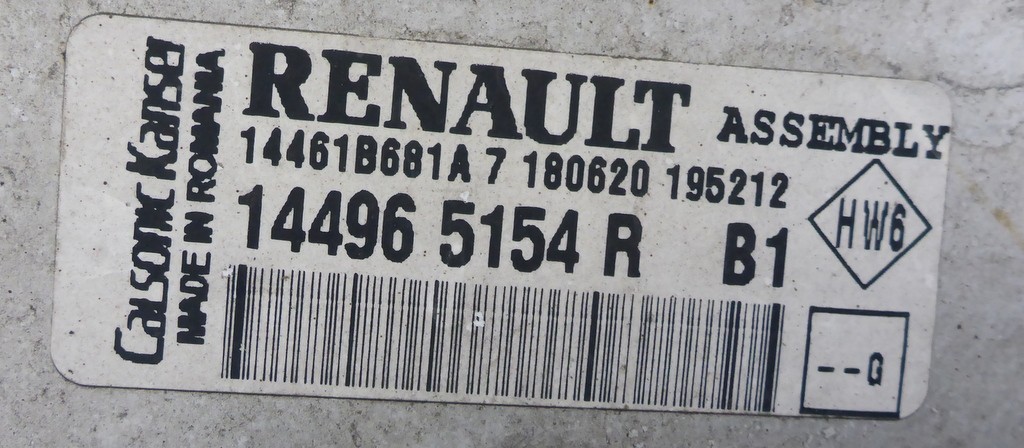 Calsonic Kansei
MADE IN ROMANIA
RENAULT ASSEMBLY
14461B681A 7 180620 195212
14496 5154 R B1
HW6
--G